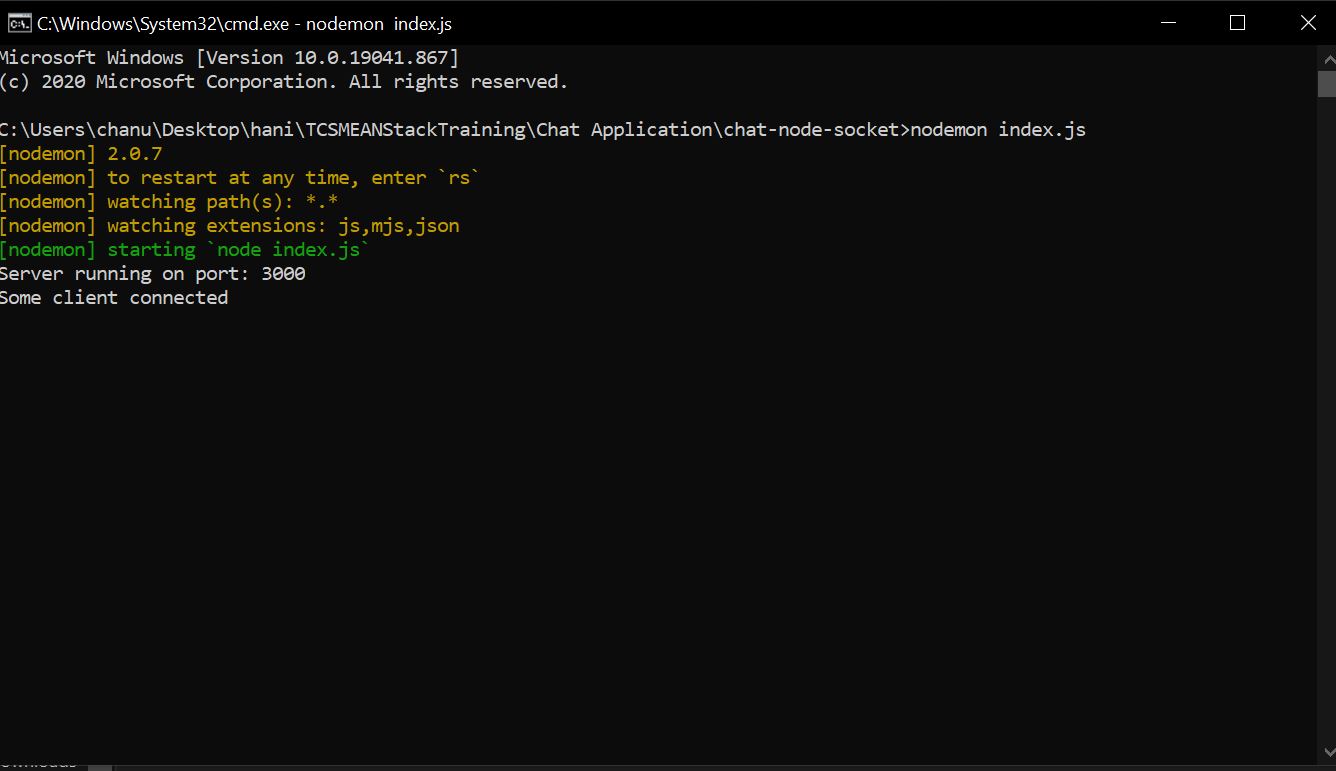 C:\Windows\System32\cmd.exe - nodemon  index.js
Microsoft Windows [Version 10.0.19041.867]
(c) 2020 Microsoft Corporation. All rights reserved.
C:\Users\chanu\Desktop\hani\TCSMEANStackTraining\Chat Application\chat-node-socket>nodemon index.js
[nodemon] 2.0.7
[nodemon] to restart at any time, enter `rs`
[nodemon] watching path(s): *.*
[nodemon] watching extensions: js,mjs,json
[nodemon] starting `node index.js`
Server running on port: 3000
Some client connected